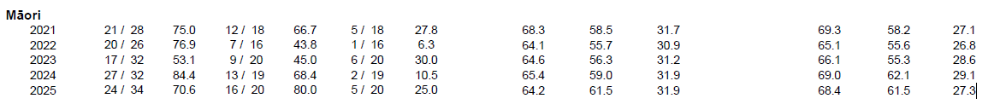 Māori
2021 21 / 28 75.0 12 / 18 66.7 5 / 18 27.8 68.3 58.5 31.7 69.3 58.2 27.1
2022 20 / 26 76.9 7 / 16 43.8 1 / 16 6.3 64.1 55.7 30.9 65.1 55.6 26.8
2023 17 / 32 53.1 9 / 20 45.0 6 / 20 30.0 64.6 56.3 31.2 66.1 55.3 28.6
2024 27 / 32 84.4 13 / 19 68.4 2 / 19 10.5 65.4 59.0 31.9 69.0 62.1 29.1
2025 24 / 34 70.6 16 / 20 80.0 5 / 20 25.0 64.2 61.5 31.9 68.4 61.5 27.3